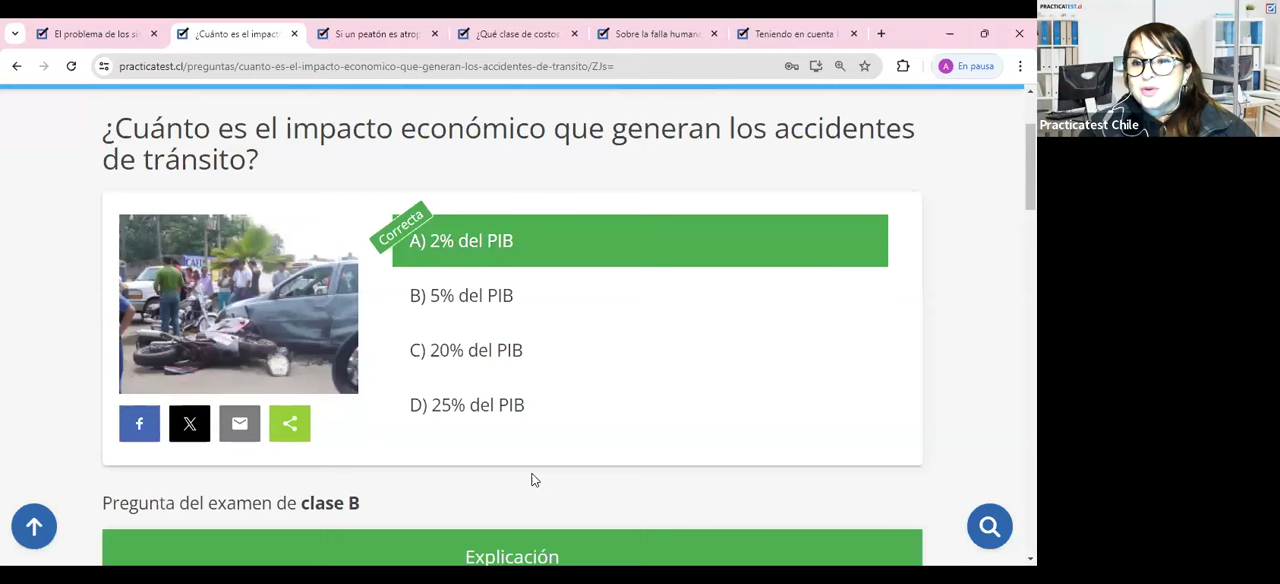 El problema de los si
¿Cuánto es el impact
Si un peatón es atrop
¿Qué clase de costos
Sobre la falla humana
Teniendo en cuenta l
practicatest.cl/preguntas/cuanto-es-el-impacto-economico-que-generan-los-accidentes-de-transito/ZJs=
A
En pausa
PRACTICATEST.cl
Practicatest Chile
¿Cuánto es el impacto económico que generan los accidentes
de tránsito?
Correcta
A) 2% del PIB
B) 5% del PIB
C) 20% del PIB
D) 25% del PIB
Pregunta del examen de clase B
Explicación